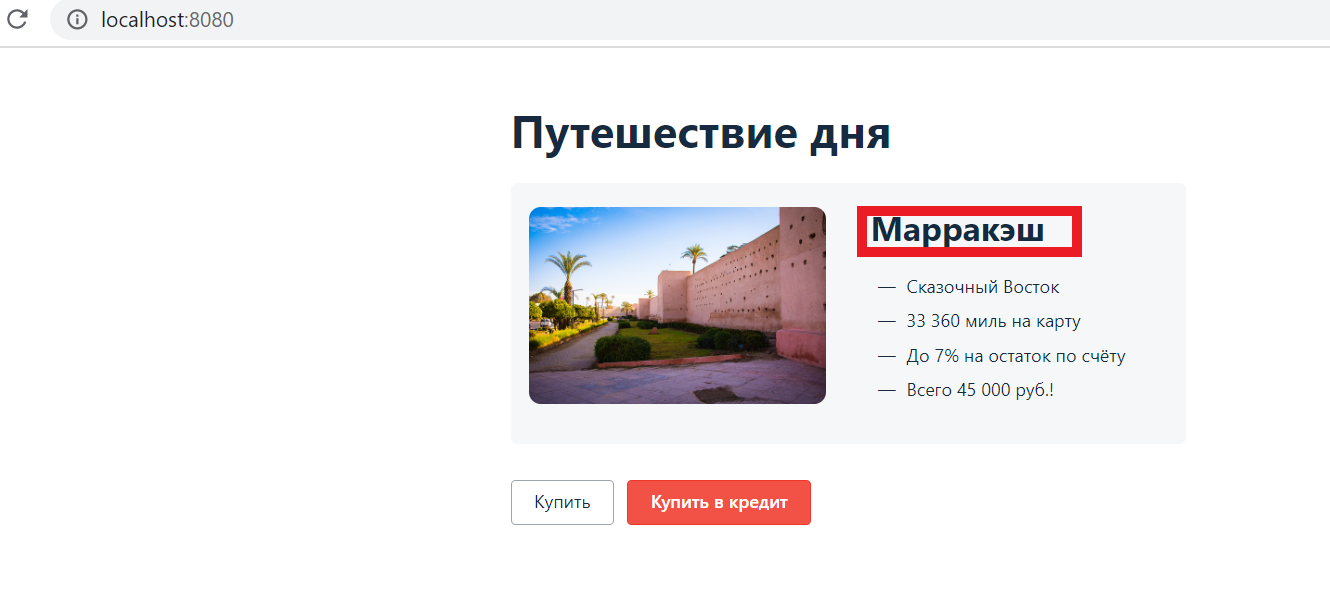 localhost:8080
Путешествие дня
Марракэш
— Сказочный Восток
— 33 360 миль на карту
— До 7% на остаток по счёту
— Всего 45 000 руб.!
Купить
Купить в кредит